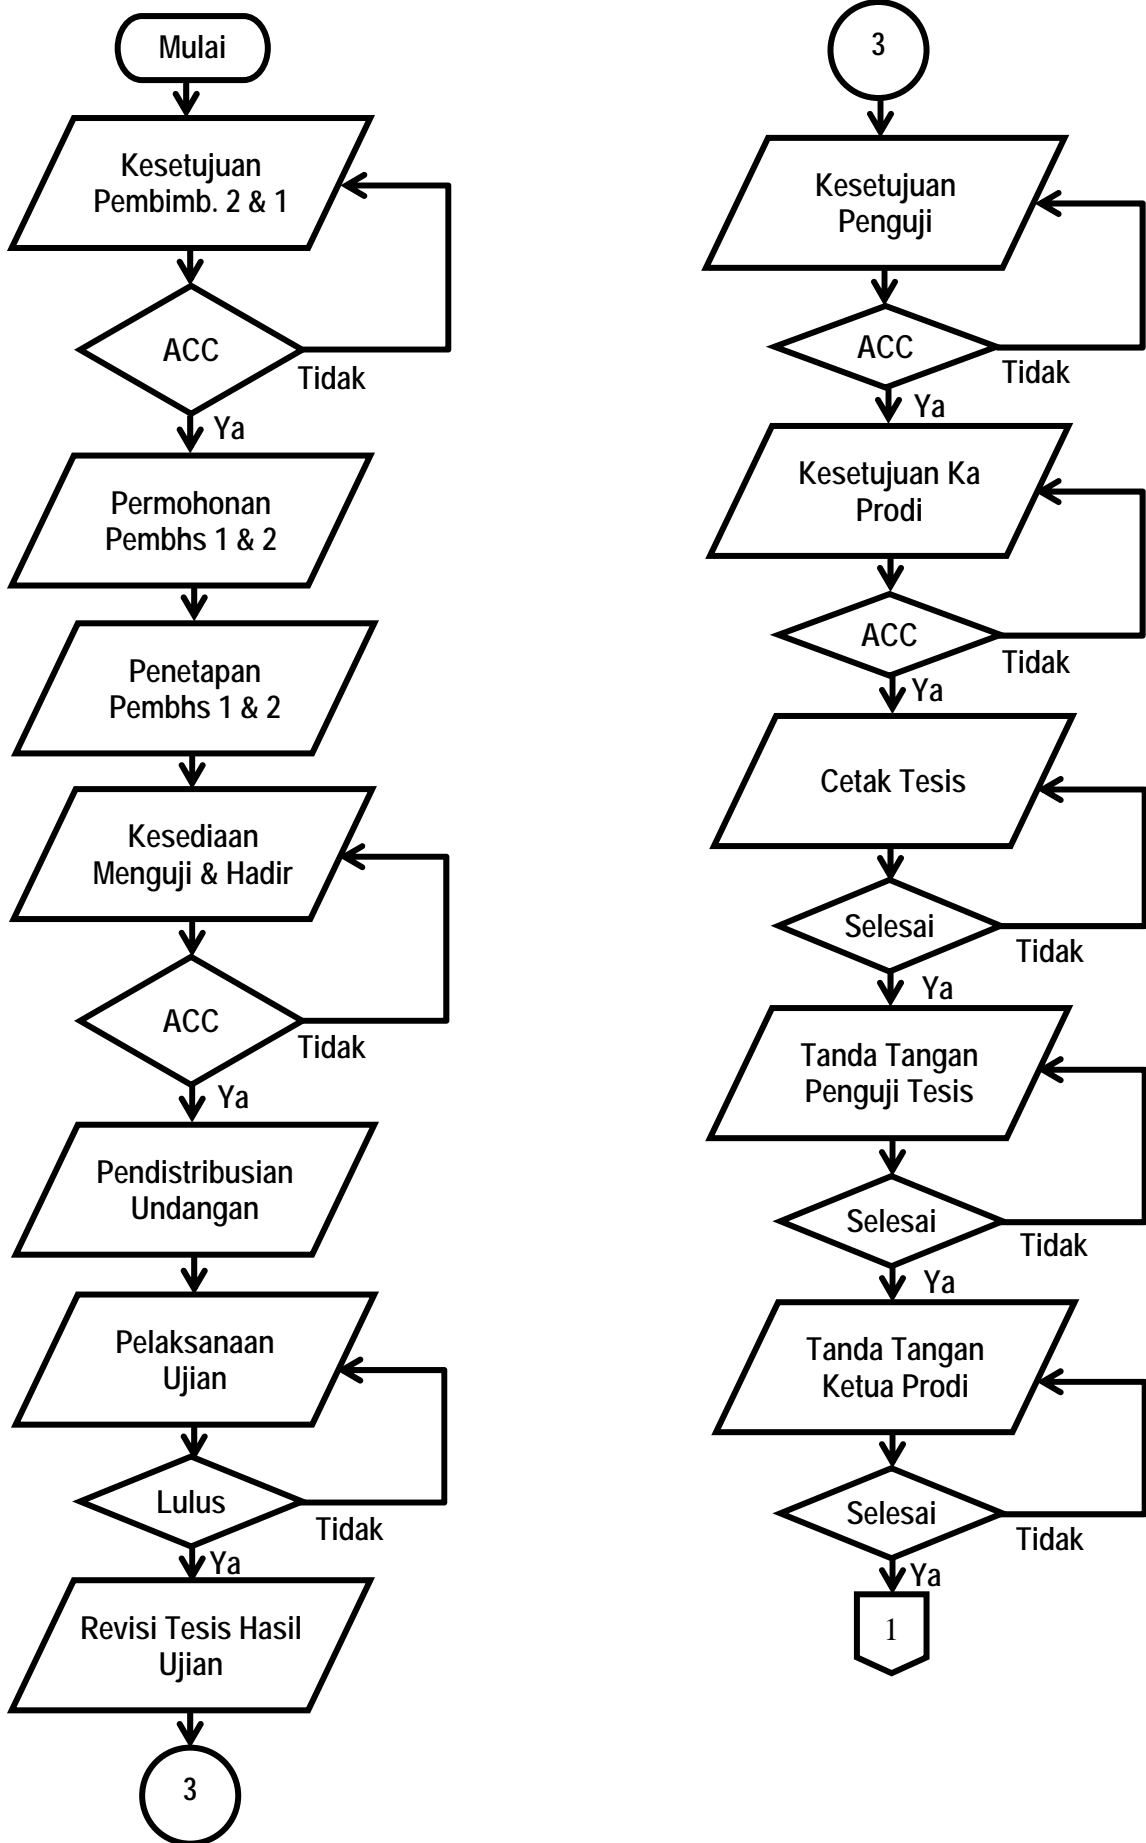 Mulai
Kesetujuan
Pembimb. 2 & 1
ACC
Tidak
Ya
Permohonan
Pembhs 1 & 2
Penetapan
Pembhs 1 & 2
Kesediaan
Menguji & Hadir
ACC
Tidak
Ya
Pendistribusian
Undangan
Pelaksanaan
Ujian
Lulus
Tidak
Ya
Revisi Tesis Hasil
Ujian
3
3
Kesetujuan
Penguji
ACC
Tidak
Ya
Kesetujuan Ka
Prodi
ACC
Tidak
Ya
Cetak Tesis
Selesai
Tidak
Ya
Tanda Tangan
Penguji Tesis
Selesai
Tidak
Ya
Tanda Tangan
Ketua Prodi
Selesai
Tidak
Ya
1